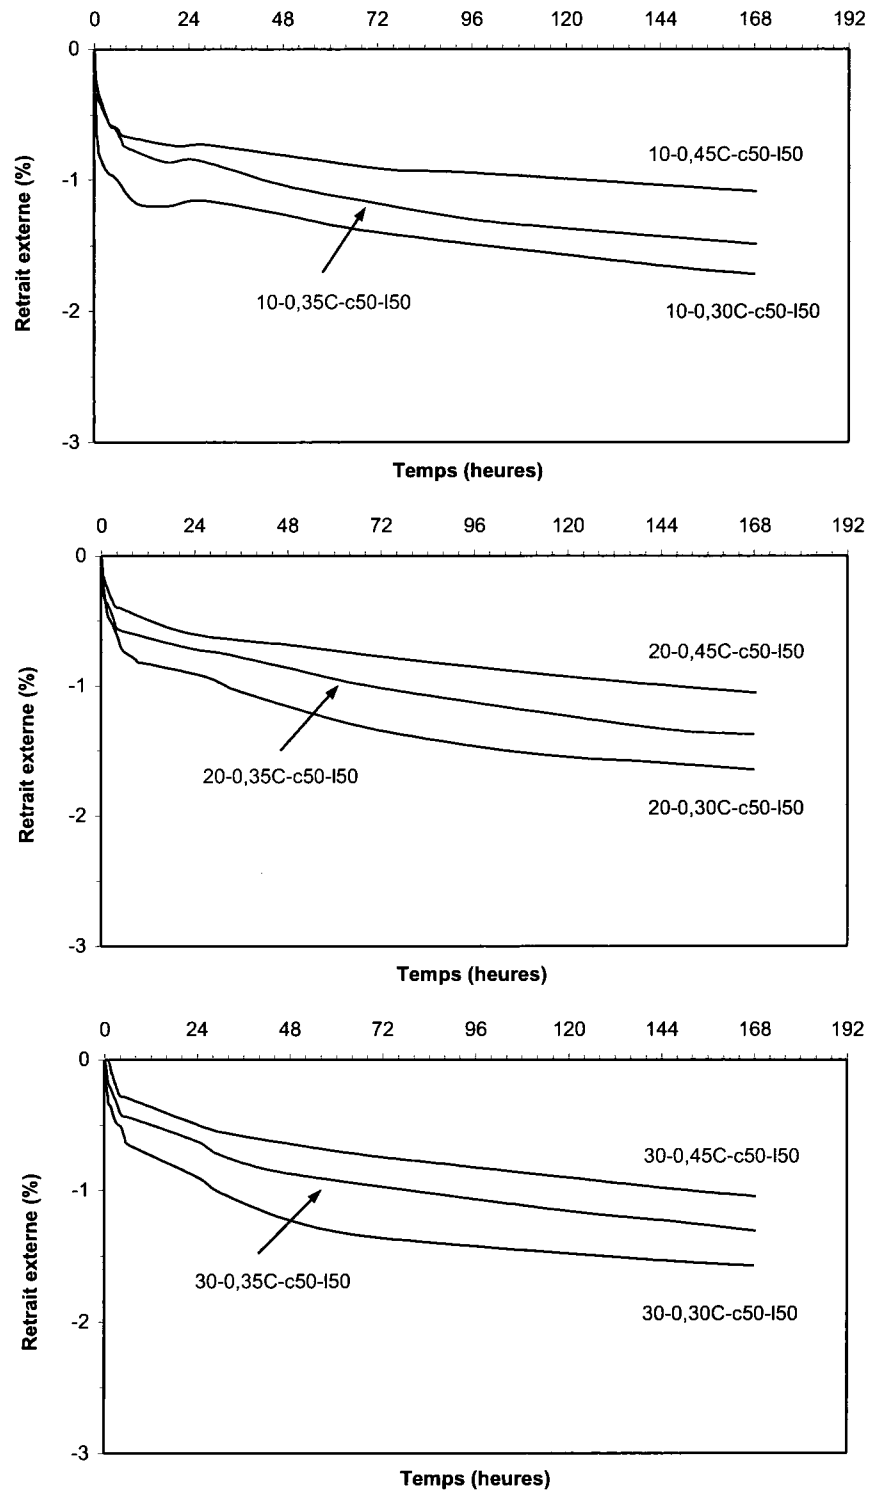 0 24 48 72 96 120 144 168 192
0
-1
-2
-3
Retrait externe (%)
10-0,45C-c50-l50
10-0,35C-c50-l50
10-0,30C-c50-l50
Temps (heures)
0 24 48 72 96 120 144 168 192
0
-1
-2
-3
Retrait externe (%)
20-0,45C-c50-l50
20-0,35C-c50-l50
20-0,30C-c50-l50
Temps (heures)
0 24 48 72 96 120 144 168 192
0
-1
-2
-3
Retrait externe (%)
30-0,45C-c50-l50
30-0,35C-c50-l50
30-0,30C-c50-l50
Temps (heures)